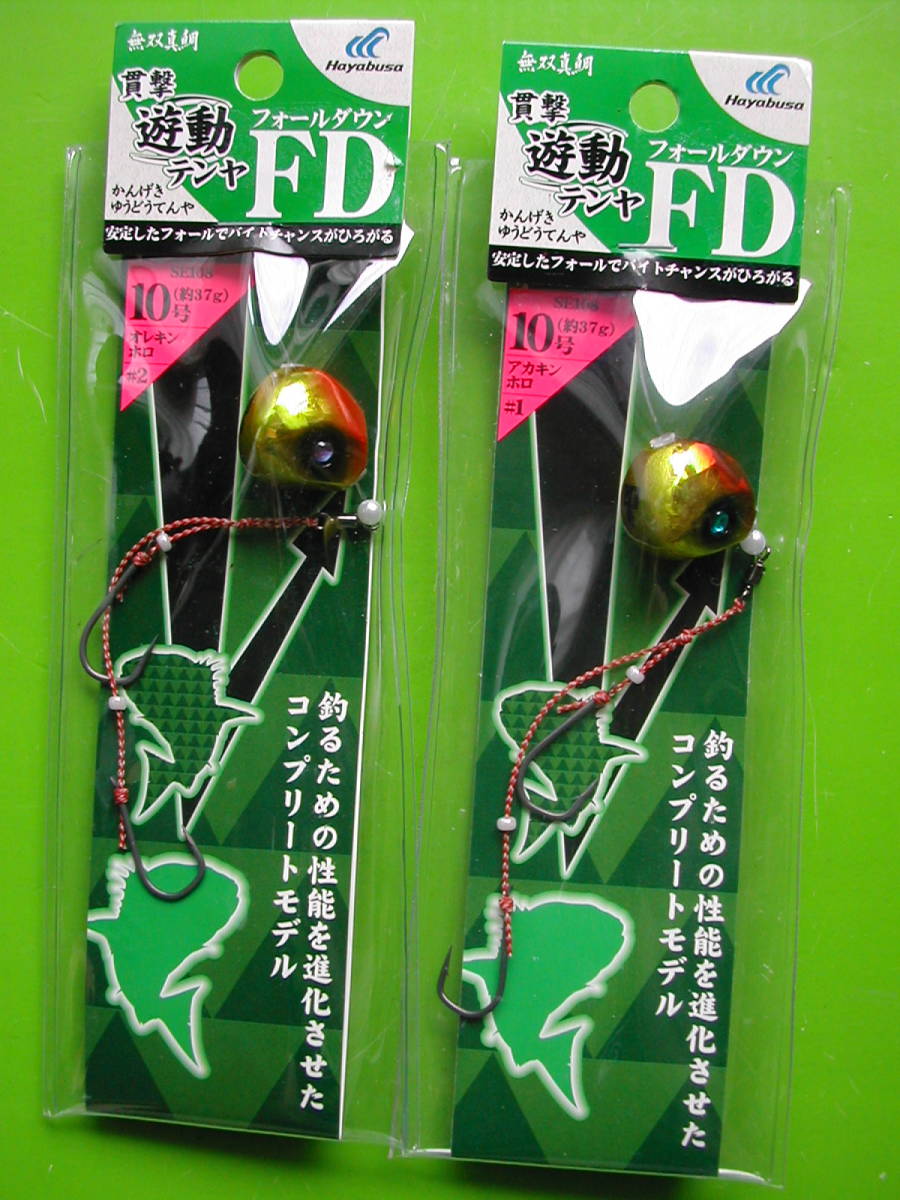 無双真鯛
Hayabusa
貫撃
遊動
テンヤ
かんげき
ゆうどうてんや
フォールダウン
FD
安定したフォールでバイトチャンスがひろがる
SE108
10号
(約37g)
オレキン
ホロ
#2
釣るための性能を進化させた
コンプリートモデル
無双真鯛
Hayabusa
貫撃
遊動
テンヤ
かんげき
ゆうどうてんや
フォールダウン
FD
安定したフォールでバイトチャンスがひろがる
SE108
10号
(約37g)
アカキン
ホロ
#1
釣るための性能を進化させた
コンプリートモデル